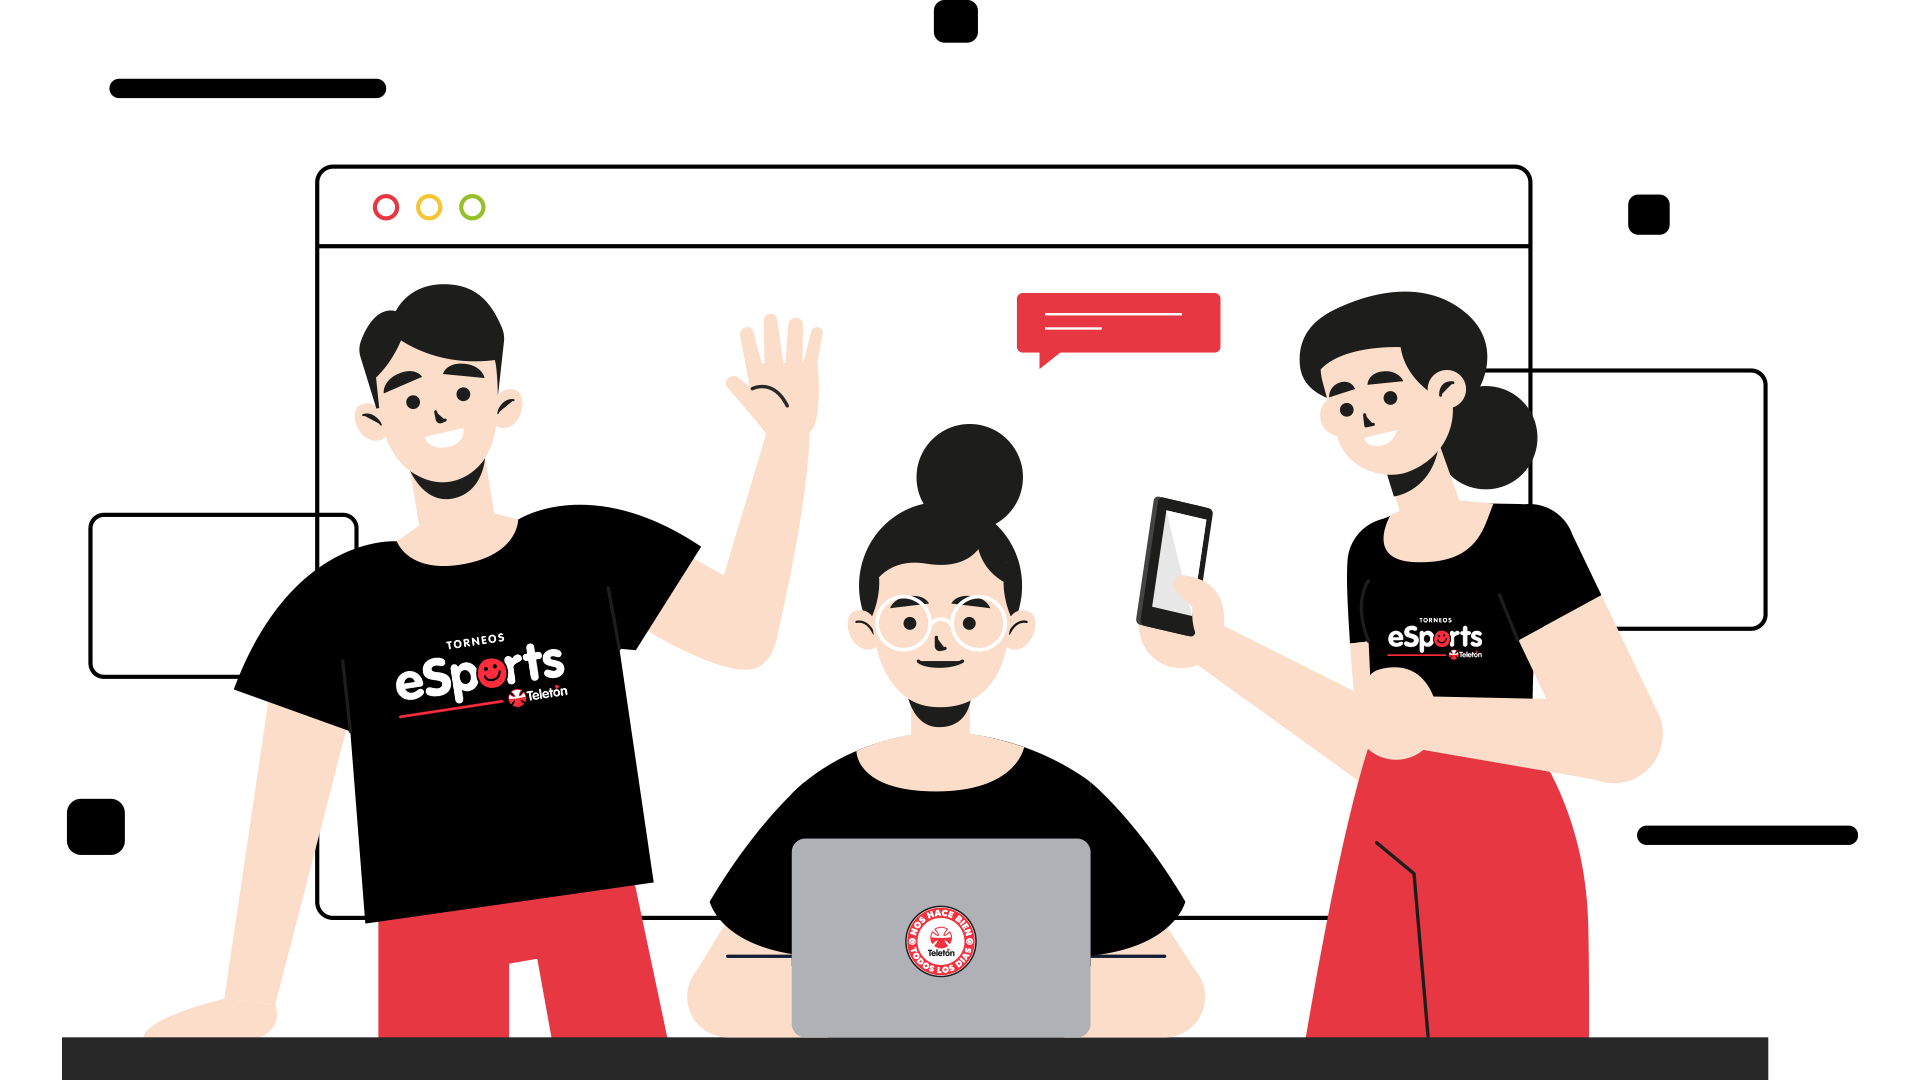 TORNEOS
eSports
Teletón
TORNEOS
eSports
Teletón
NOS HACE BIEN
Teletón
TODOS LOS DÍAS